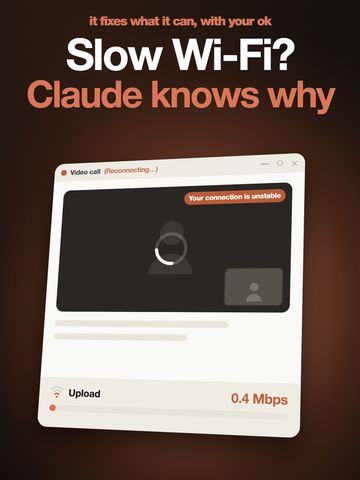 it fixes what it can, with your ok
Slow Wi-Fi?
Claude knows why
Video call (Reconnecting...)
Your connection is unstable
Upload
0.4 Mbps